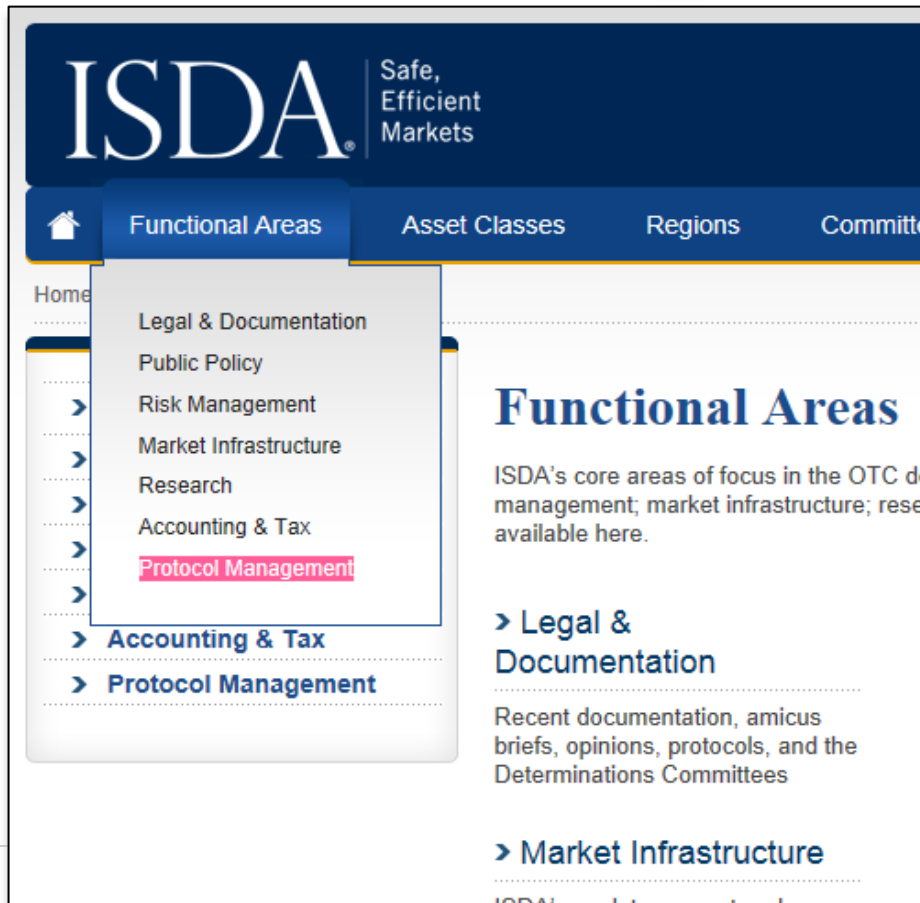 ISDA®
Safe,
Efficient
Markets
Functional Areas Asset Classes Regions
Home
Legal & Documentation
Public Policy
Risk Management
Market Infrastructure
Research
Accounting & Tax
Protocol Management
Accounting & Tax
Protocol Management
Functional Areas
ISDA's core areas of focus in the OTC
management; market infrastructure;
available here.
Legal &
Documentation
Recent documentation, amicus
briefs, opinions, protocols, and the
Determinations Committees
Market Infrastructure